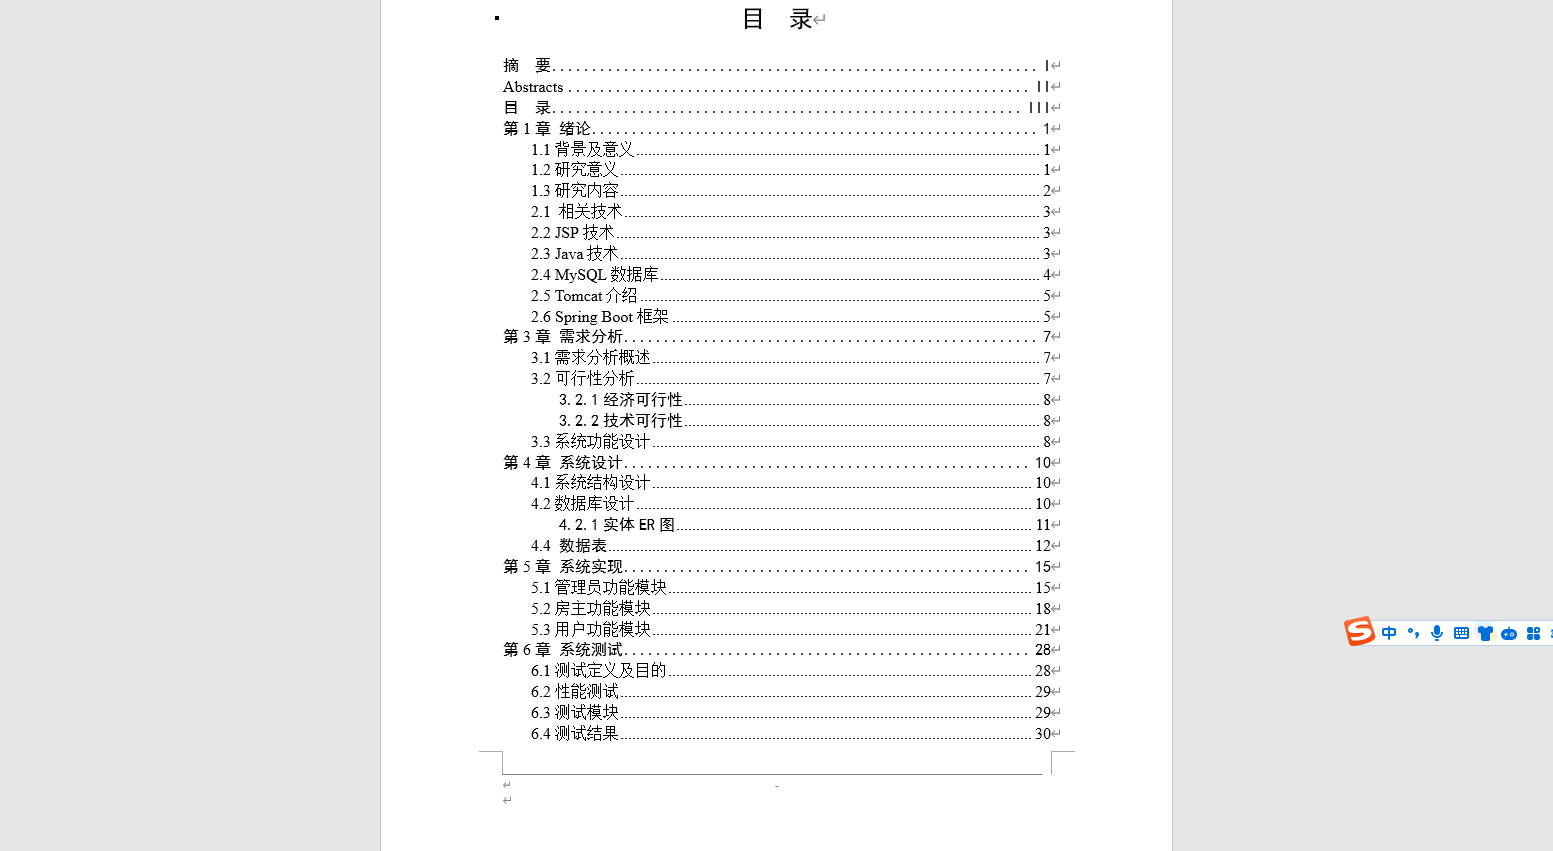 目 录
摘 要 I
Abstracts II
目 录 III
第 1 章 绪论 1
1.1 背景及意义 1
1.2 研究意义 1
1.3 研究内容 2
2.1 相关技术 3
2.2 JSP 技术 3
2.3 Java 技术 3
2.4 MySQL 数据库 4
2.5 Tomcat 介绍 5
2.6 Spring Boot 框架 5
第 3 章 需求分析 7
3.1 需求分析概述 7
3.2 可行性分析 7
3.2.1 经济可行性 8
3.2.2 技术可行性 8
3.3 系统功能设计 8
第 4 章 系统设计 10
4.1 系统结构设计 10
4.2 数据库设计 10
4.2.1 实体 ER 图 11
4.4 数据表 12
第 5 章 系统实现 15
5.1 管理员功能模块 15
5.2 房主功能模块 18
5.3 用户功能模块 21
第 6 章 系统测试 28
6.1 测试定义及目的 28
6.2 性能测试 29
6.3 测试模块 29
6.4 测试结果 30
中